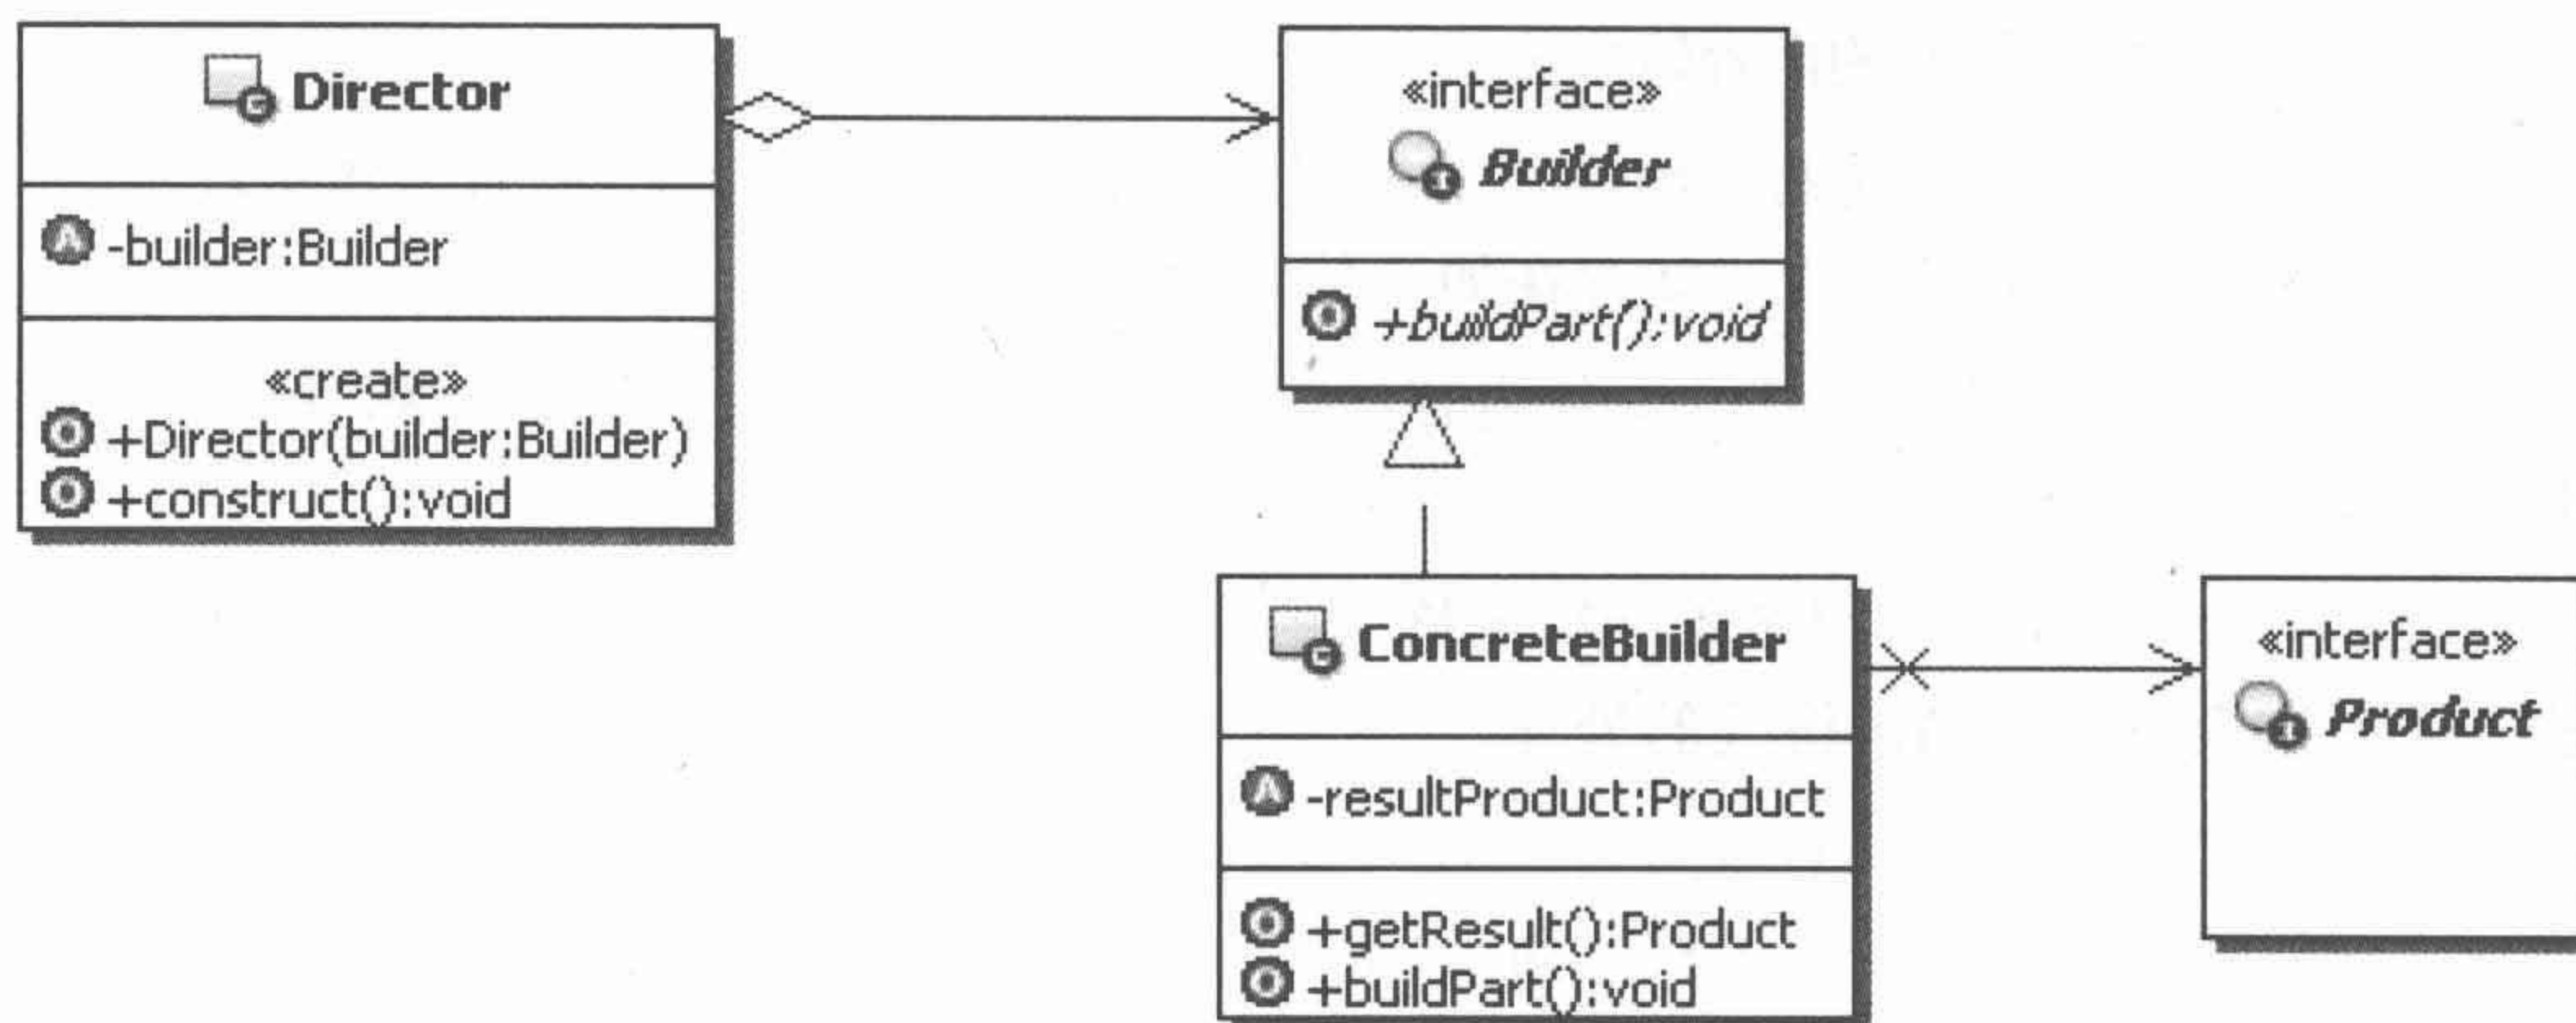 Director
-builder:Builder
«create»
+Director(builder:Builder)
+construct():void
«interface»
Builder
+buildPart():void
ConcreteBuilder
-resultProduct:Product
+getResult():Product
+buildPart():void
«interface»
Product